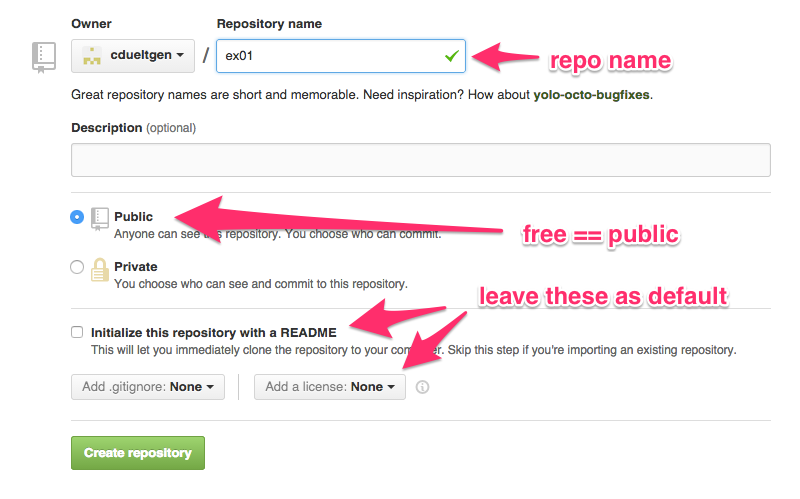 Owner Repository name
cdueltgen / ex01
repo name
Great repository names are short and memorable. Need inspiration? How about yolo-octo-bugfixes.
Description (optional)
Public
Anyone can see this repository. You choose who can commit.
free == public
Private
You choose who can see and commit to this repository.
leave these as default
Initialize this repository with a README
This will let you immediately clone the repository to your computer. Skip this step if you're importing an existing repository.
Add .gitignore: None Add a license: None
Create repository